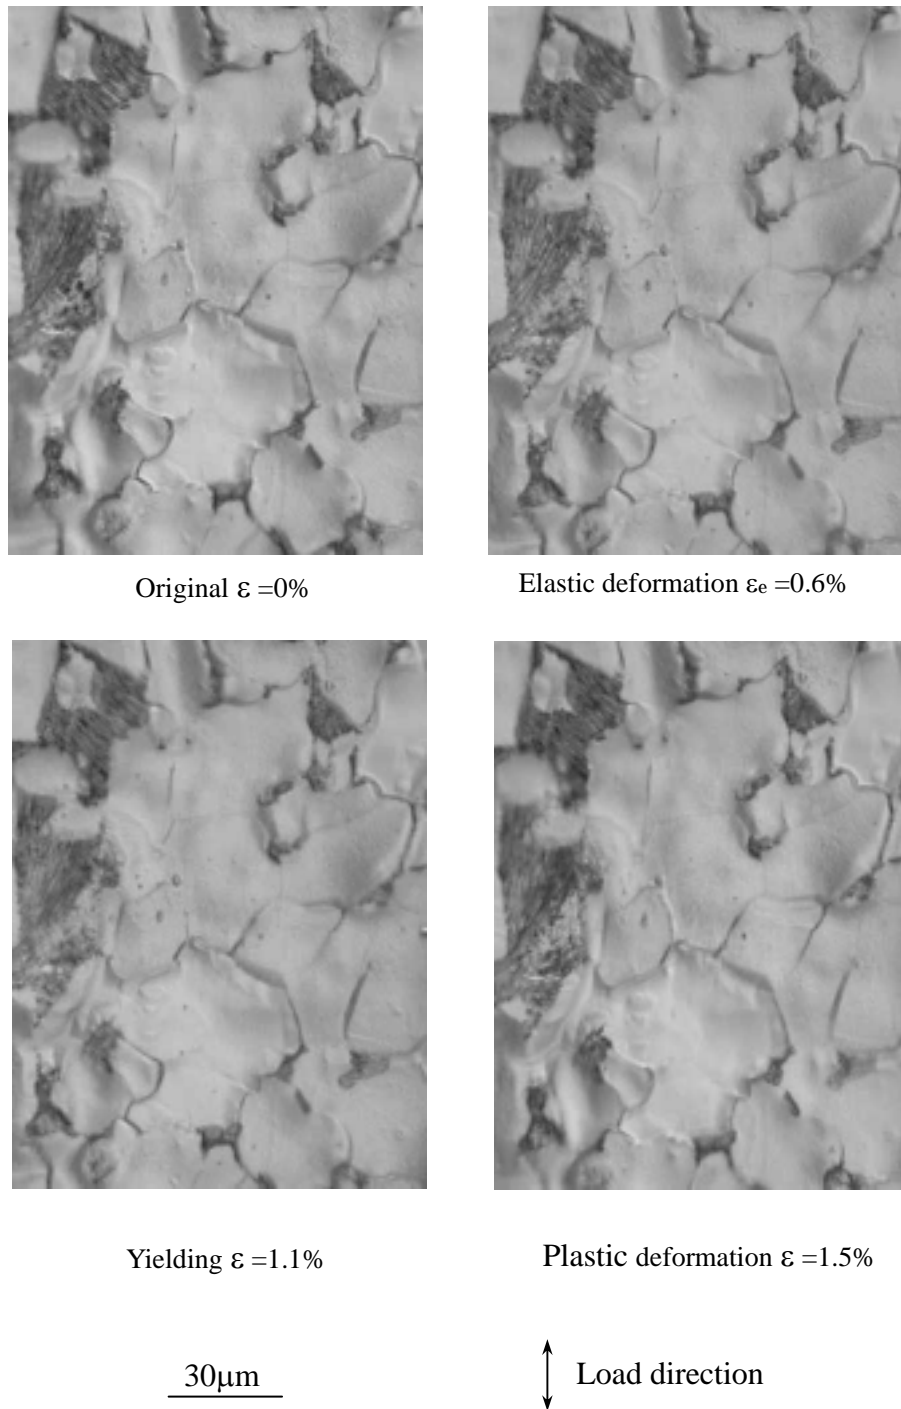 Original ε =0%
Elastic deformation εe =0.6%
Yielding ε =1.1%
Plastic deformation ε =1.5%
30μm
Load direction